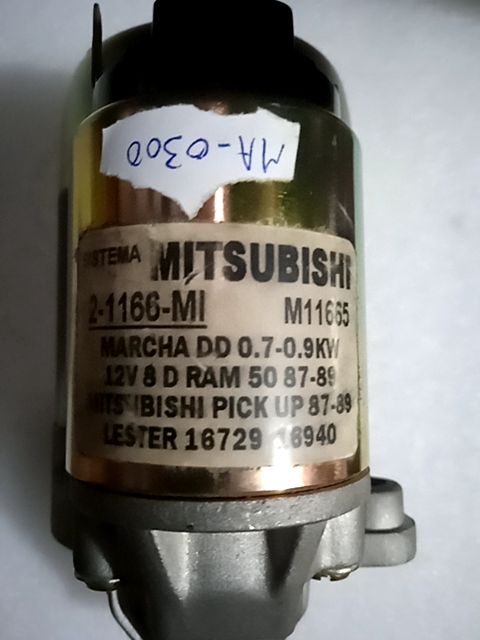 MA-0300
SISTEMA MITSUBISHI
2-1166-MI M11665
MARCHA DD 0.7-0.9KW
12V 8 D RAM 50 87-89
MITSUBISHI PICK UP 87-89
LESTER 16729 16940